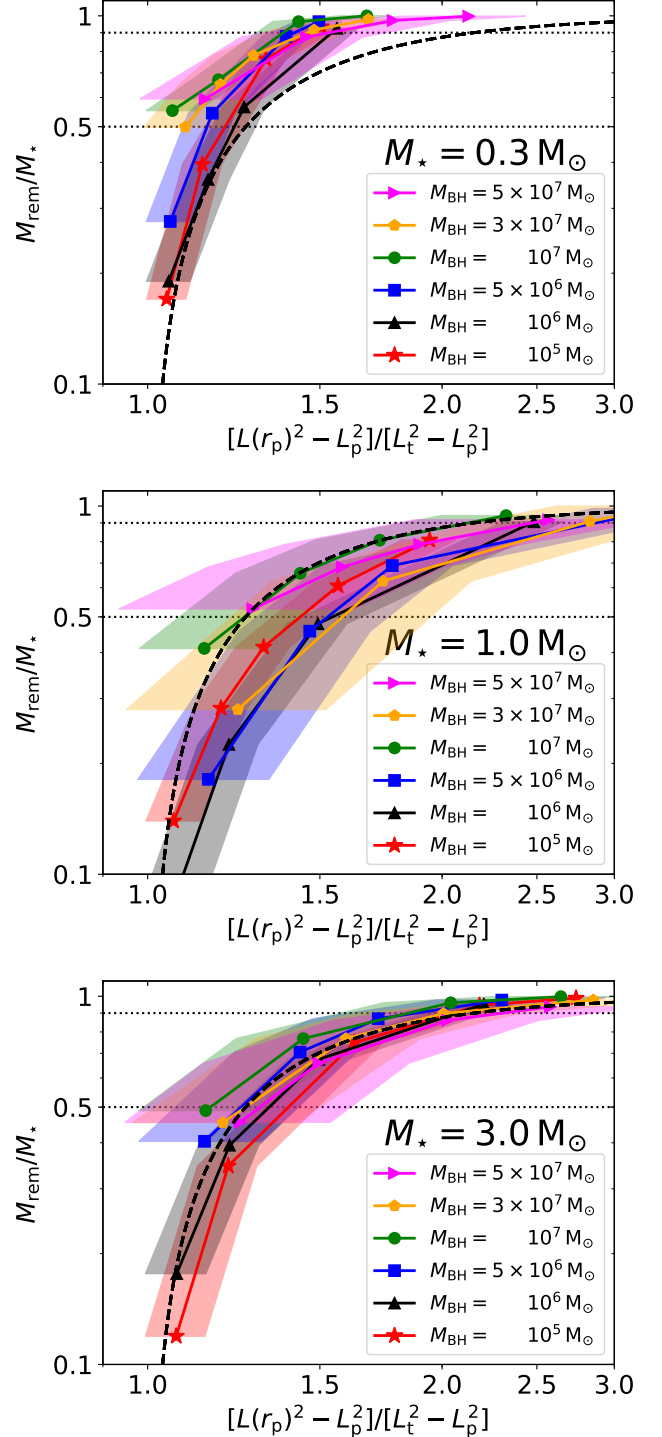 1
0.5
0.1
M_rem/M_⋆
M_⋆ = 0.3 M_⊙
M_BH = 5 × 10^7 M_⊙
M_BH = 3 × 10^7 M_⊙
M_BH = 10^7 M_⊙
M_BH = 5 × 10^6 M_⊙
M_BH = 10^6 M_⊙
M_BH = 10^5 M_⊙
1.0 1.5 2.0 2.5 3.0
[L(r_p)^2 − L_p^2]/[L_t^2 − L_p^2]
1
0.5
0.1
M_rem/M_⋆
M_⋆ = 1.0 M_⊙
M_BH = 5 × 10^7 M_⊙
M_BH = 3 × 10^7 M_⊙
M_BH = 10^7 M_⊙
M_BH = 5 × 10^6 M_⊙
M_BH = 10^6 M_⊙
M_BH = 10^5 M_⊙
1.0 1.5 2.0 2.5 3.0
[L(r_p)^2 − L_p^2]/[L_t^2 − L_p^2]
1
0.5
0.1
M_rem/M_⋆
M_⋆ = 3.0 M_⊙
M_BH = 5 × 10^7 M_⊙
M_BH = 3 × 10^7 M_⊙
M_BH = 10^7 M_⊙
M_BH = 5 × 10^6 M_⊙
M_BH = 10^6 M_⊙
M_BH = 10^5 M_⊙
1.0 1.5 2.0 2.5 3.0
[L(r_p)^2 − L_p^2]/[L_t^2 − L_p^2]